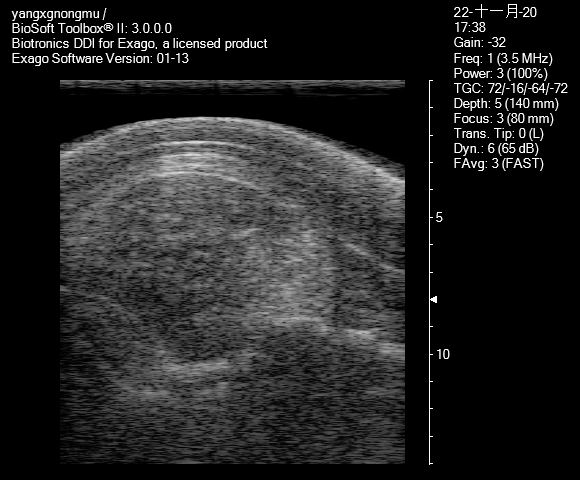 yangxgnongmu /
BioSoft Toolbox® II: 3.0.0.0
Biotronics DDI for Exago, a licensed product
Exago Software Version: 01-13
22-十一月-20
17:38
Gain: -32
Freq: 1 (3.5 MHz)
Power: 3 (100%)
TGC: 72/-16/-64/-72
Depth: 5 (140 mm)
Focus: 3 (80 mm)
Trans. Tip: 0 (L)
Dyn.: 6 (65 dB)
FAvg: 3 (FAST)
5
10